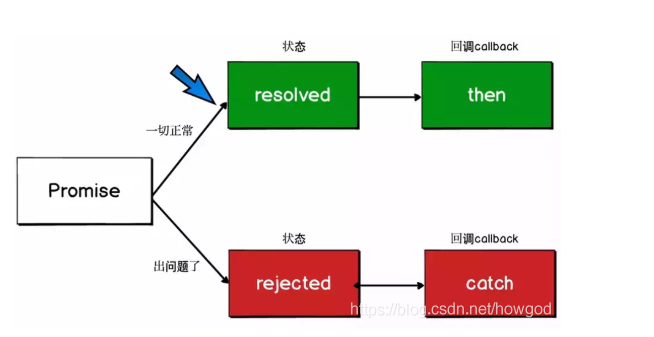 状态
回调callback
resolved
then
一切正常
Promise
出问题了
状态
回调callback
rejected
catch
https://blog.csdn.net/howgod